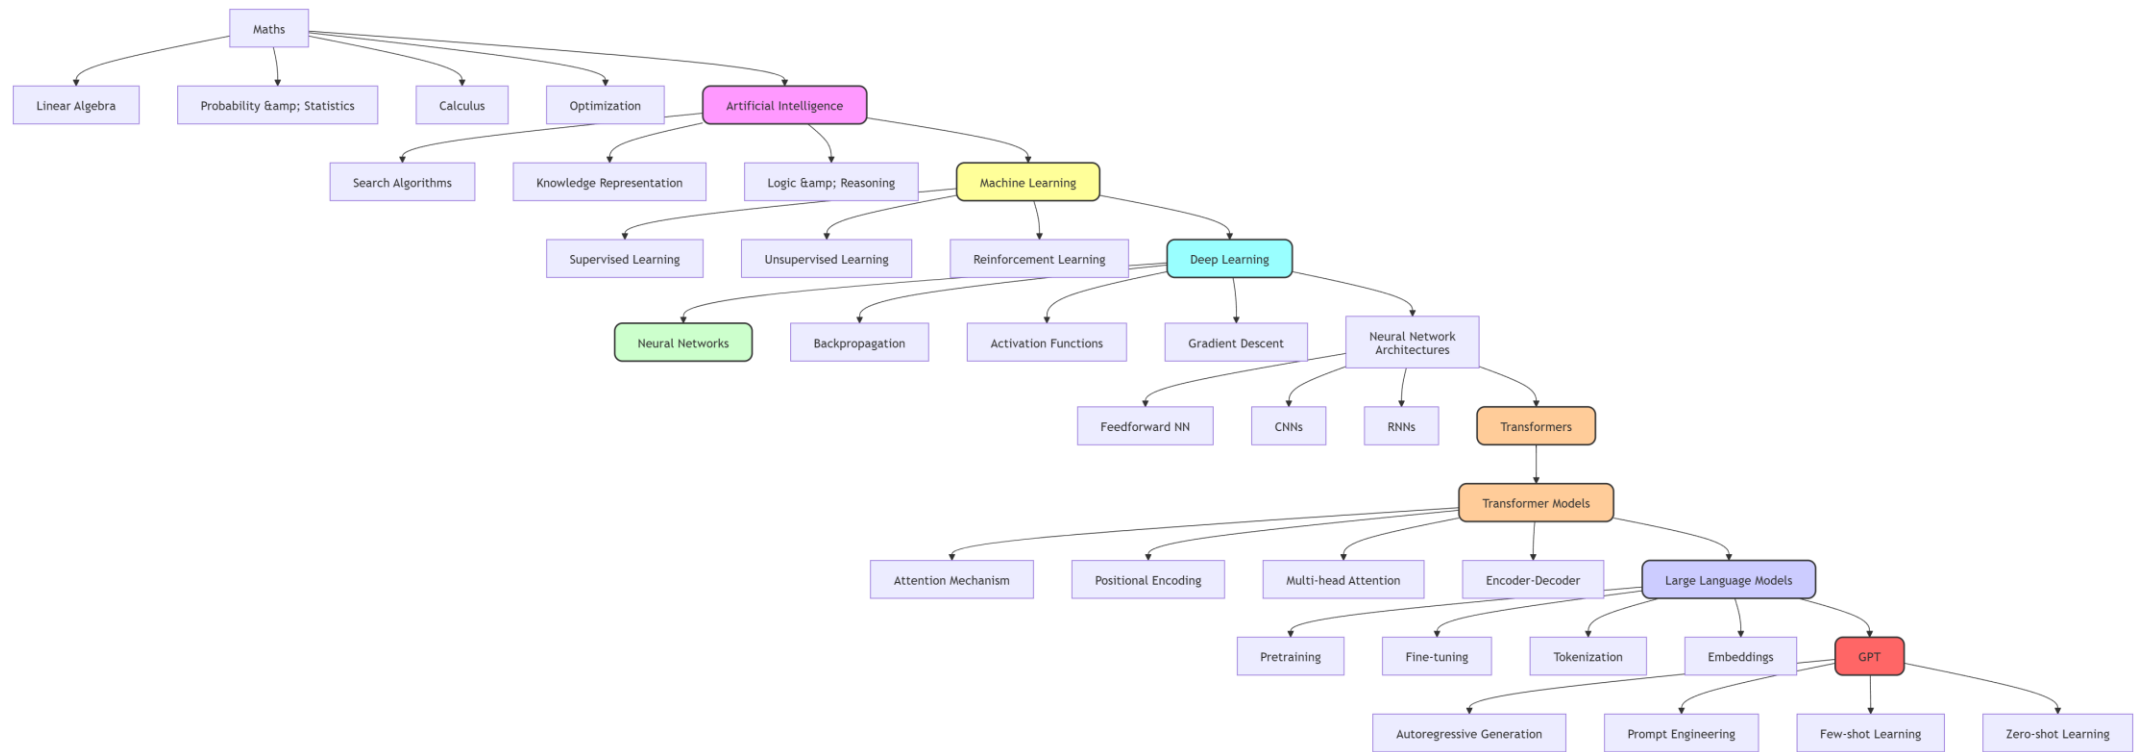 Maths
Linear Algebra
Probability &amp; Statistics
Calculus
Optimization
Artificial Intelligence
Search Algorithms
Knowledge Representation
Logic &amp; Reasoning
Machine Learning
Supervised Learning
Unsupervised Learning
Reinforcement Learning
Deep Learning
Neural Networks
Backpropagation
Activation Functions
Gradient Descent
Neural Network
Architectures
Feedforward NN
CNNs
RNNs
Transformers
Transformer Models
Attention Mechanism
Positional Encoding
Multi-head Attention
Encoder-Decoder
Large Language Models
Pretraining
Fine-tuning
Tokenization
Embeddings
GPT
Autoregressive Generation
Prompt Engineering
Few-shot Learning
Zero-shot Learning